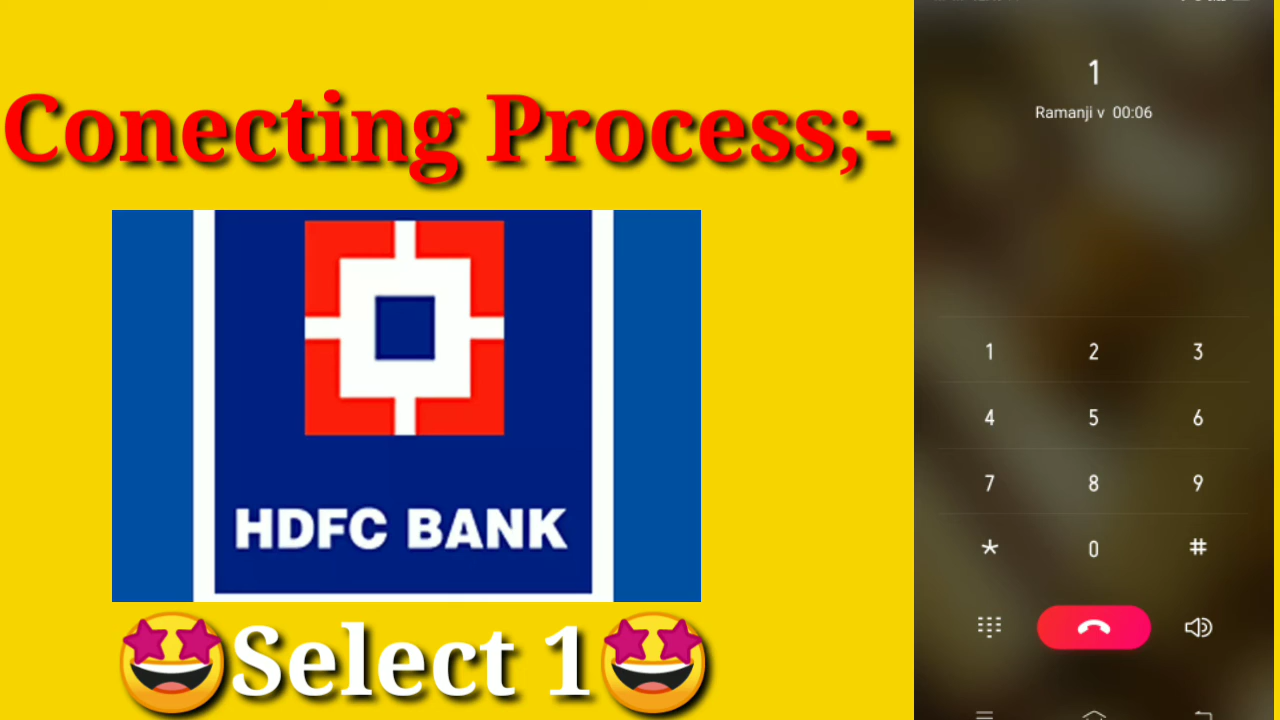 Conecting Process;-
HDFC BANK
Select 1
1
Ramanji v 00:06
1 2 3
4 5 6
7 8 9
* 0 #